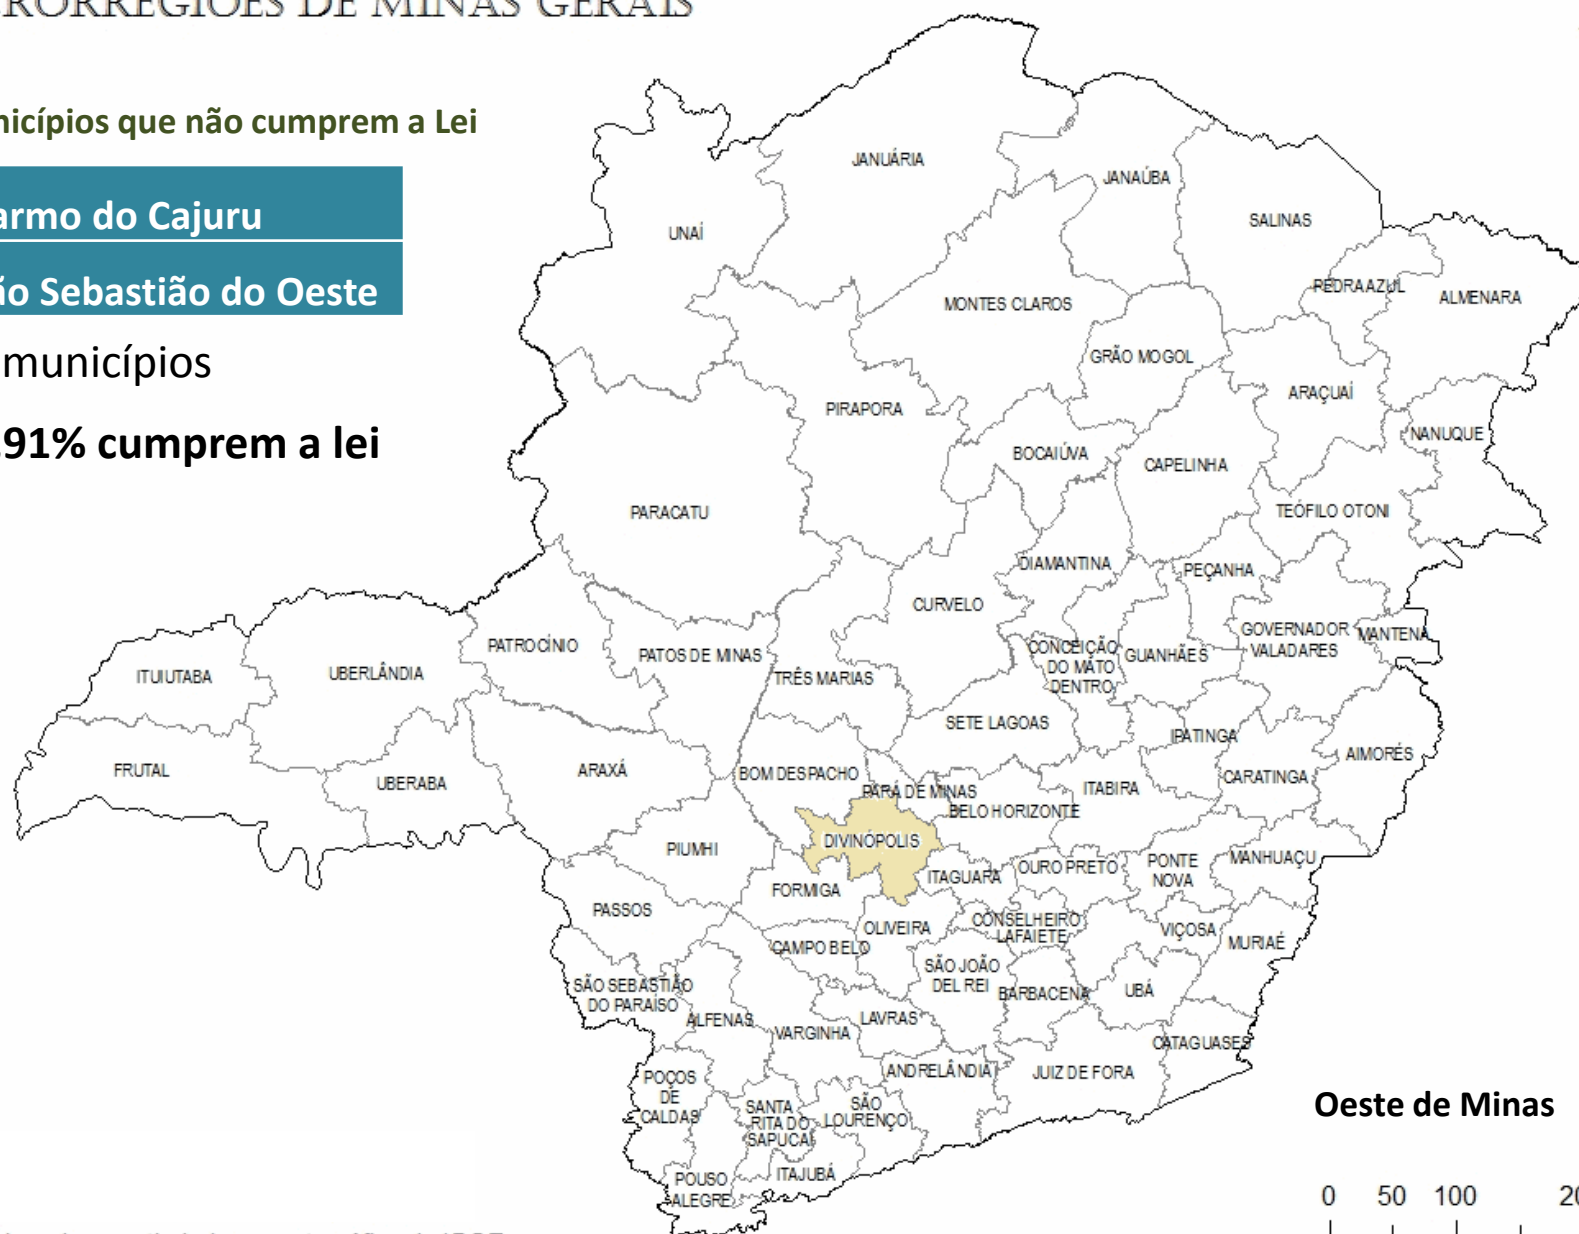 RORREGIÕES DE MINAS GERAIS
nicípios que não cumprem a Lei
armo do Cajuru
ão Sebastião do Oeste
municípios
91% cumprem a lei
JANUÁRIA
JANAÚBA
SALINAS
UNAÍ
PEDRA AZUL
ALMENARA
MONTES CLAROS
GRÃO MOGOL
ARAÇUAÍ
PIRAPORA
NANUQUE
BOCAIÚVA
CAPELINHA
PARACATU
TEÓFILO OTONI
DIAMANTINA
PEÇANHA
CURVELO
GOVERNADOR
VALADARES
MANTENA
PATROCÍNIO
PATOS DE MINAS
CONCEIÇÃO
DO MATO
DENTRO
GUANHÃES
ITUIUTABA
UBERLÂNDIA
TRÊS MARIAS
SETE LAGOAS
IPATINGA
AIMORÉS
FRUTAL
UBERABA
ARAXÁ
BOM DESPACHO
CARATINGA
PARÁ DE MINAS
ITABIRA
BELO HORIZONTE
DIVINÓPOLIS
PIUMHI
MANHUAÇU
OURO PRETO
PONTE
NOVA
ITAGUARA
FORMIGA
PASSOS
CONSELHEIRO
LAFAIETE
OLIVEIRA
VIÇOSA
MURIAÉ
CAMPO BELO
SÃO JOÃO
DEL REI
SÃO SEBASTIÃO
DO PARAÍSO
BARBACENA
UBÁ
ALFENAS
LAVRAS
VARGINHA
CATAGUASES
ANDRELÂNDIA
JUIZ DE FORA
POÇOS
DE
CALDAS
SANTA
RITA DO
SAPUCAÍ
SÃO
LOURENÇO
Oeste de Minas
ITAJUBÁ
POUSO
ALEGRE
0 50 100